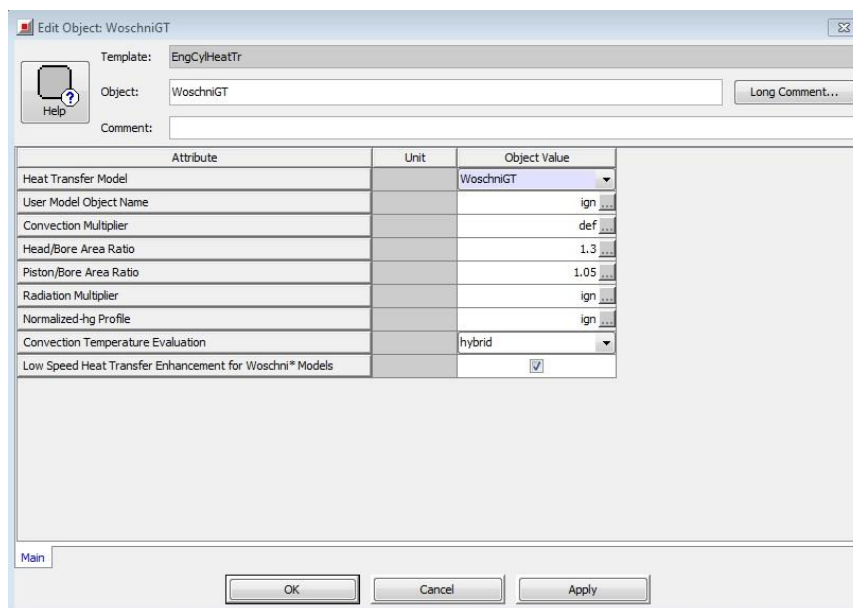 Edit Object: WoschniGT
Template: EngCylHeatTr
Help
Object: WoschniGT
Long Comment...
Comment:
Attribute Unit Object Value
Heat Transfer Model WoschniGT
User Model Object Name ign ...
Convection Multiplier def ...
Head/Bore Area Ratio 1.3 ...
Piston/Bore Area Ratio 1.05 ...
Radiation Multiplier ign ...
Normalized-hg Profile ign ...
Convection Temperature Evaluation hybrid
Low Speed Heat Transfer Enhancement for Woschni* Models
Main
OK Cancel Apply